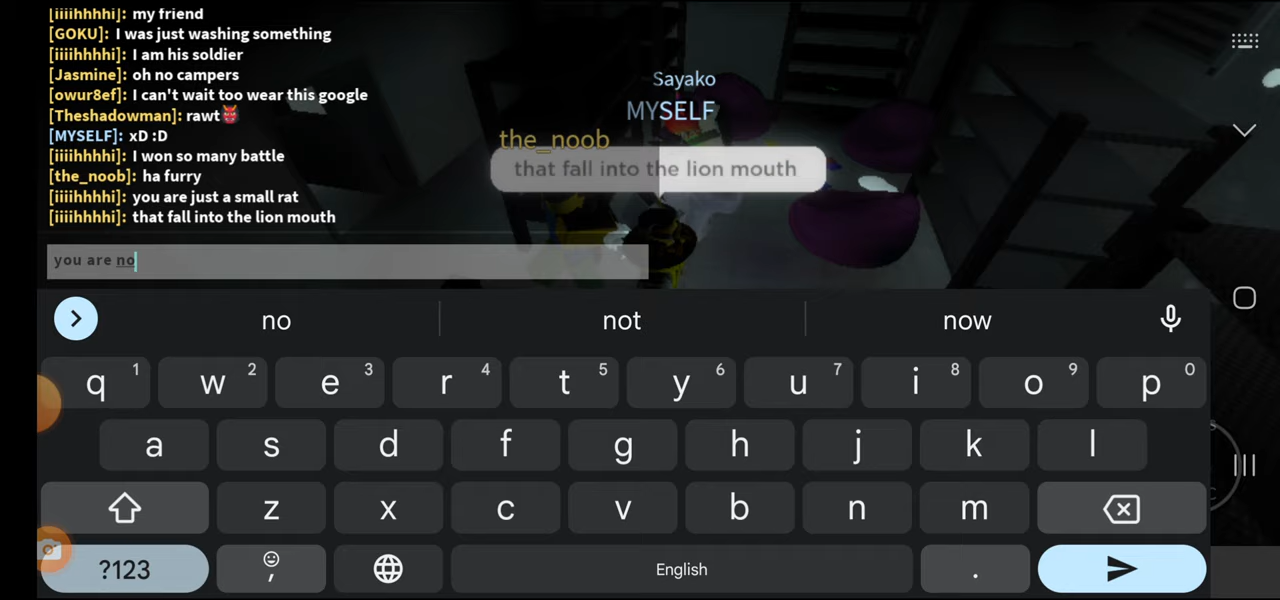 [iiiihhhhi]: my friend
[GOKU]: I was just washing something
[iiiihhhhi]: I am his soldier
[Jasmine]: oh no campers
[owur8ef]: I can't wait too wear this google
[Theshadowman]: rawt👹
[MYSELF]: xD :D
[iiiihhhhi]: I won so many battle
[the_noob]: ha furry
[iiiihhhhi]: you are just a small rat
[iiiihhhhi]: that fall into the lion mouth
Sayako
MYSELF
the_noob
that fall into the lion mouth
you are no
no not now
q 1 w 2 e 3 r 4 t 5 y 6 u 7 i 8 o 9 p 0
a s d f g h j k l
z x c v b n m
?123 , English .